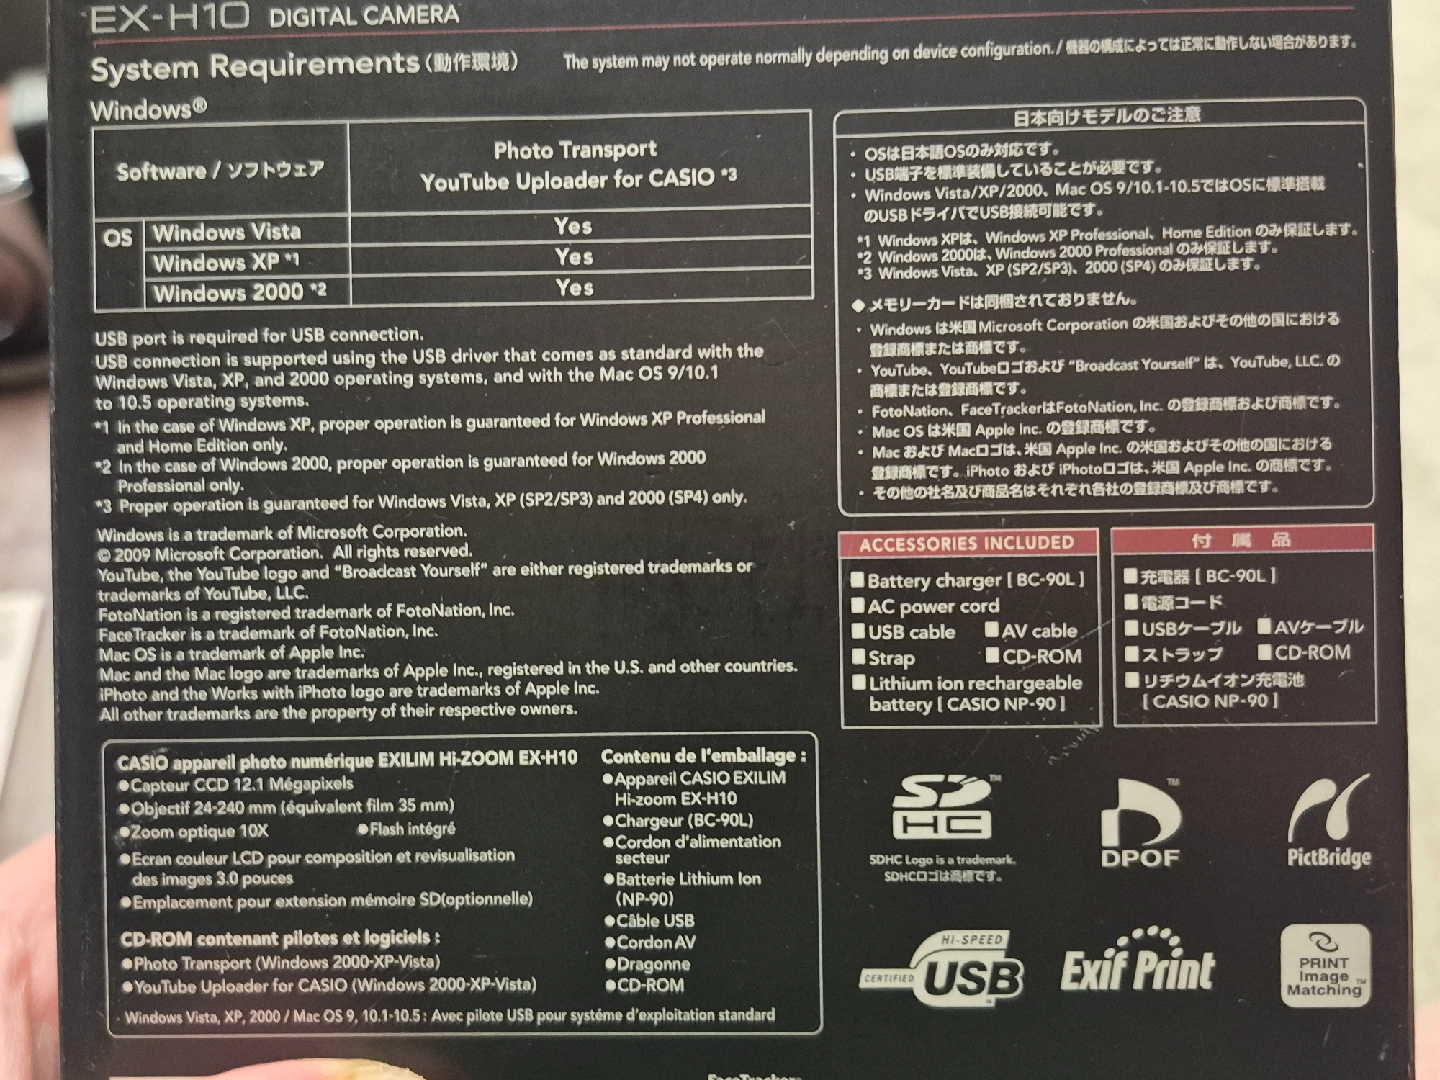 EX-H10 DIGITAL CAMERA
System Requirements (動作環境) The system may not operate normally depending on device configuration. / 機器の構成によっては正常に動作しない場合があります。
Windows®
Software / ソフトウェア
Photo Transport
YouTube Uploader for CASIO *3
OS Windows Vista Yes
Windows XP *1 Yes
Windows 2000 *2 Yes
USB port is required for USB connection.
USB connection is supported using the USB driver that comes as standard with the
Windows Vista, XP, and 2000 operating systems, and with the Mac OS 9/10.1
to 10.5 operating systems.
*1 In the case of Windows XP, proper operation is guaranteed for Windows XP Professional
and Home Edition only.
*2 In the case of Windows 2000, proper operation is guaranteed for Windows 2000
Professional only.
*3 Proper operation is guaranteed for Windows Vista, XP (SP2/SP3) and 2000 (SP4) only.
Windows is a trademark of Microsoft Corporation.
© 2009 Microsoft Corporation. All rights reserved.
YouTube, the YouTube logo and "Broadcast Yourself" are either registered trademarks or
trademarks of YouTube, LLC.
FotoNation is a registered trademark of FotoNation, Inc.
FaceTracker is a trademark of FotoNation, Inc.
Mac OS is a trademark of Apple Inc.
Mac and the Mac logo are trademarks of Apple Inc., registered in the U.S. and other countries.
iPhoto and the Works with iPhoto logo are trademarks of Apple Inc.
All other trademarks are the property of their respective owners.
日本向けモデルのご注意
・ OSは日本語OSのみ対応です。
・ USB端子を標準装備していることが必要です。
・ Windows Vista/XP/2000、Mac OS 9/10.1-10.5ではOSに標準搭載
のUSBドライバでUSB接続可能です。
*1 Windows XPは、Windows XP Professional、Home Edition のみ保証します。
*2 Windows 2000は、Windows 2000 Professional のみ保証します。
*3 Windows Vista、XP (SP2/SP3)、2000 (SP4) のみ保証します。
◆ メモリーカードは同梱されておりません。
・ Windows は米国 Microsoft Corporation の米国およびその他の国における
登録商標または商標です。
・ YouTube、YouTubeロゴおよび "Broadcast Yourself" は、YouTube, LLC. の
商標または登録商標です。
・ FotoNation、FaceTrackerはFotoNation, Inc. の登録商標および商標です。
・ Mac OS は米国 Apple Inc. の登録商標です。
・ Mac および Macロゴは、米国 Apple Inc. の米国およびその他の国における
登録商標です。iPhoto および iPhotoロゴは、米国 Apple Inc. の商標です。
・ その他の社名及び商品名はそれぞれ各社の登録商標及び商標です。
ACCESSORIES INCLUDED
■Battery charger [ BC-90L ]
■AC power cord
■USB cable ■AV cable
■Strap ■CD-ROM
■Lithium ion rechargeable
battery [ CASIO NP-90 ]
付 属 品
■充電器 [ BC-90L ]
■電源コード
■USBケーブル ■AVケーブル
■ストラップ ■CD-ROM
■リチウムイオン充電池
[ CASIO NP-90 ]
CASIO appareil photo numérique EXILIM Hi-ZOOM EX-H10
●Capteur CCD 12.1 Mégapixels
●Objectif 24-240 mm (équivalent film 35 mm)
●Zoom optique 10X ●Flash intégré
●Ecran couleur LCD pour composition et revisualisation
des images 3.0 pouces
●Emplacement pour extension mémoire SD(optionnelle)
CD-ROM contenant pilotes et logiciels :
●Photo Transport (Windows 2000-XP-Vista)
●YouTube Uploader for CASIO (Windows 2000-XP-Vista)
Contenu de l'emballage :
●Appareil CASIO EXILIM
Hi-zoom EX-H10
●Chargeur (BC-90L)
●Cordon d'alimentation
secteur
●Batterie Lithium Ion
(NP-90)
●Câble USB
●Cordon AV
●Dragonne
●CD-ROM
Windows Vista, XP, 2000 / Mac OS 9, 10.1-10.5 : Avec pilote USB pour systéme d'exploitation standard
SD HC ™
SDHC Logo is a trademark.
SDHCロゴは商標です。
DPOF ™
PictBridge
HI-SPEED
CERTIFIED USB ™
Exif Print
PRINT
Image
Matching ™
FaceTracker: